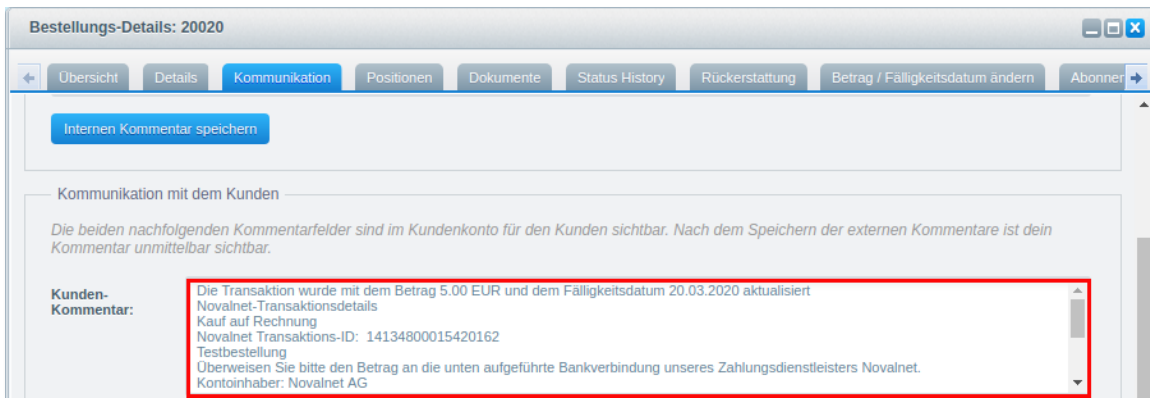 Bestellungs-Details: 20020
Übersicht Details Kommunikation Positionen Dokumente Status History Rückerstattung Betrag / Fälligkeitsdatum ändern Abonner
Internen Kommentar speichern
Kommunikation mit dem Kunden
Die beiden nachfolgenden Kommentarfelder sind im Kundenkonto für den Kunden sichtbar. Nach dem Speichern der externen Kommentare ist dein
Kommentar unmittelbar sichtbar.
Kunden-
Kommentar:
Die Transaktion wurde mit dem Betrag 5.00 EUR und dem Fälligkeitsdatum 20.03.2020 aktualisiert
Novalnet-Transaktionsdetails
Kauf auf Rechnung
Novalnet Transaktions-ID: 14134800015420162
Testbestellung
Überweisen Sie bitte den Betrag an die unten aufgeführte Bankverbindung unseres Zahlungsdienstleisters Novalnet.
Kontoinhaber: Novalnet AG